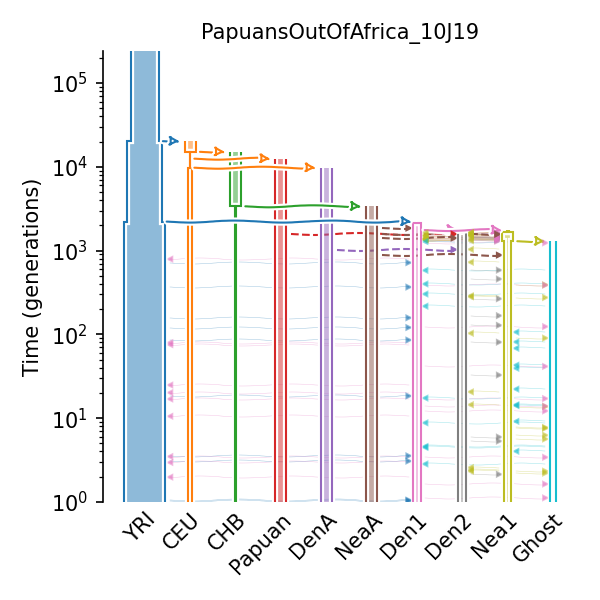 PapuansOutOfAfrica_10J19
Time (generations)
10⁵
10⁴
10³
10²
10¹
10⁰
YRI
CEU
CHB
Papuan
DenA
NeaA
Den1
Den2
Nea1
Ghost